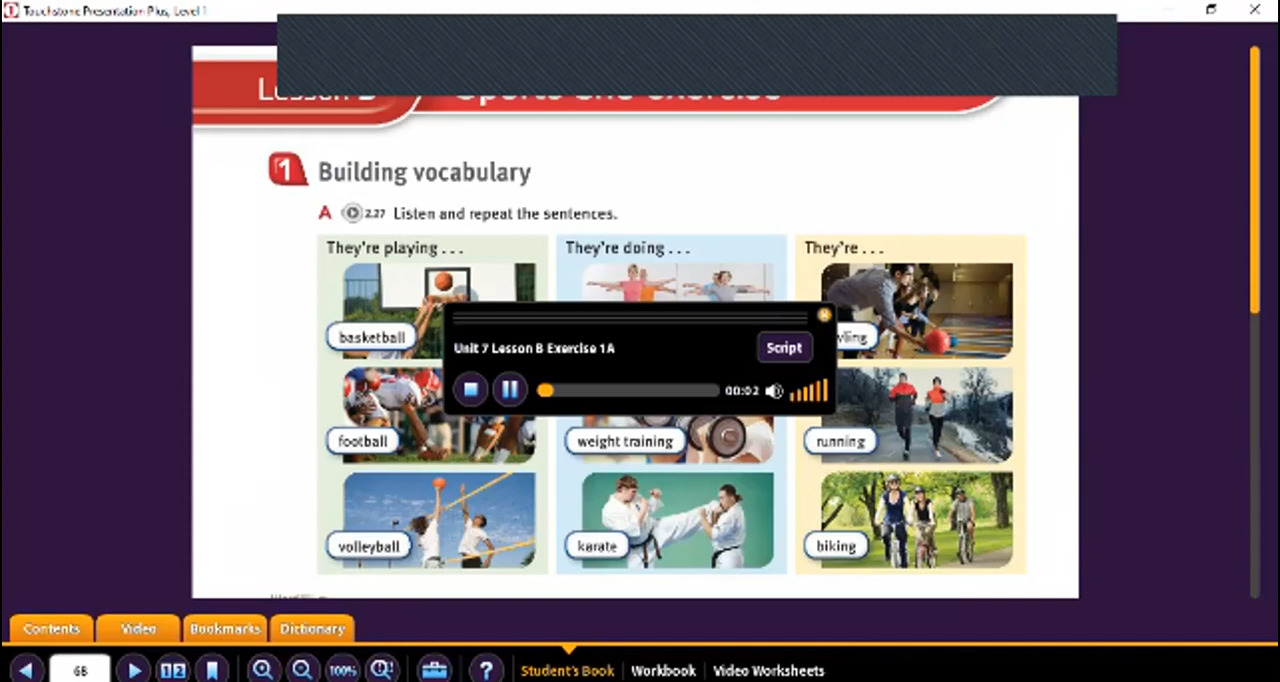 Touchstone Presentation Plus, Level 1
1 Building vocabulary
A 2.27 Listen and repeat the sentences.
They're playing . . .
They're doing . . .
They're . . .
basketball
Unit 7 Lesson B Exercise 1A
Script
00:02
football
weight training
running
volleyball
karate
biking
Contents
Video
Bookmarks
Dictionary
68
1 2
100%
?
Student's Book
Workbook
Video Worksheets